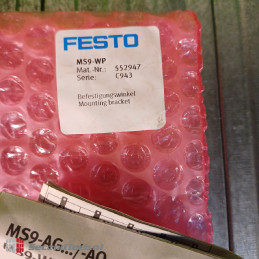 FESTO
MS9-WP
Mat.-Nr.: 552947
Serie: C943
Befestigungswinkel
Mounting bracket
MS9-AG.../-AQ